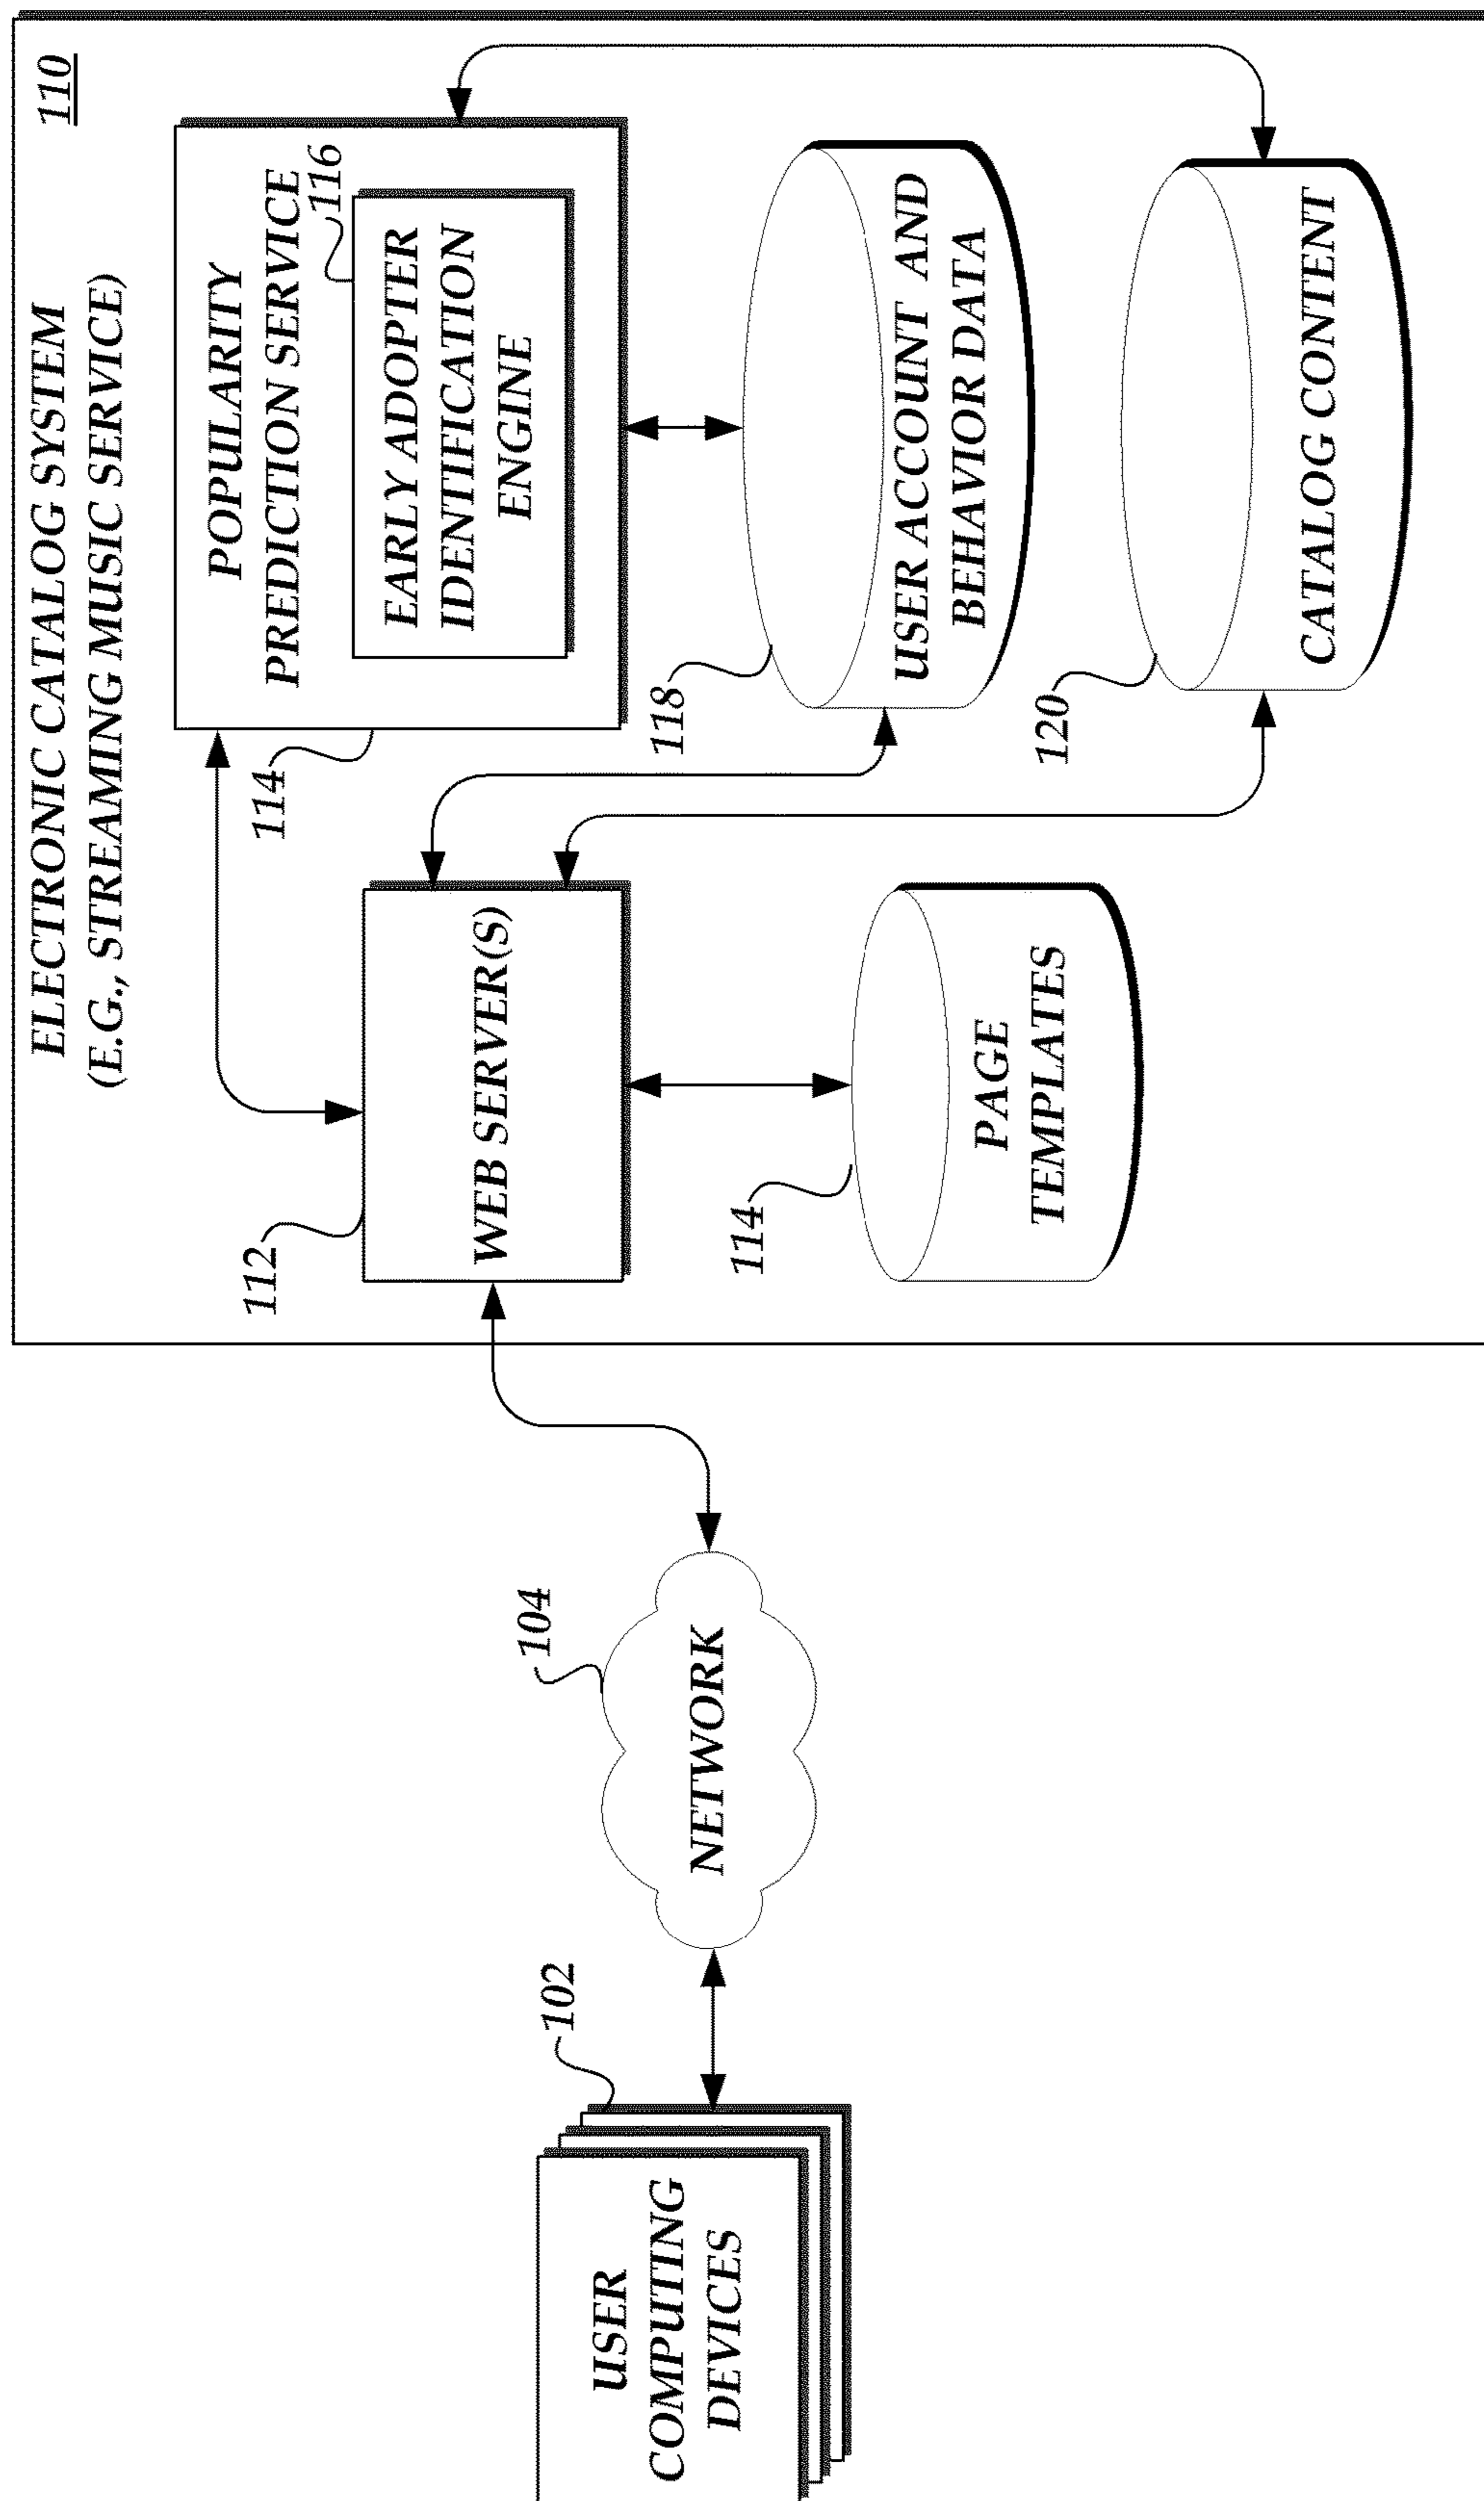 ELECTRONIC CATALOG SYSTEM
(E.G., STREAMING MUSIC SERVICE)
110
POPULARITY
PREDICTION SERVICE
116
EARLY ADOPTER
IDENTIFICATION
ENGINE
114
112
WEB SERVER(S)
118
USER ACCOUNT AND
BEHAVIOR DATA
114
PAGE
TEMPLATES
120
CATALOG CONTENT
104
NETWORK
102
USER
COMPUTING
DEVICES